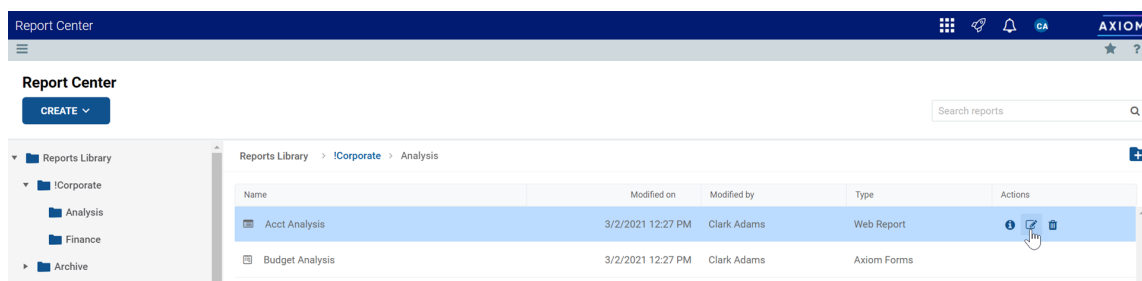 Report Center
CA
AXIOM
?
Report Center
CREATE
Search reports
Reports Library
Reports Library > !Corporate > Analysis
!Corporate
Name Modified on Modified by Type Actions
Analysis
Acct Analysis 3/2/2021 12:27 PM Clark Adams Web Report
Finance
Budget Analysis 3/2/2021 12:27 PM Clark Adams Axiom Forms
Archive